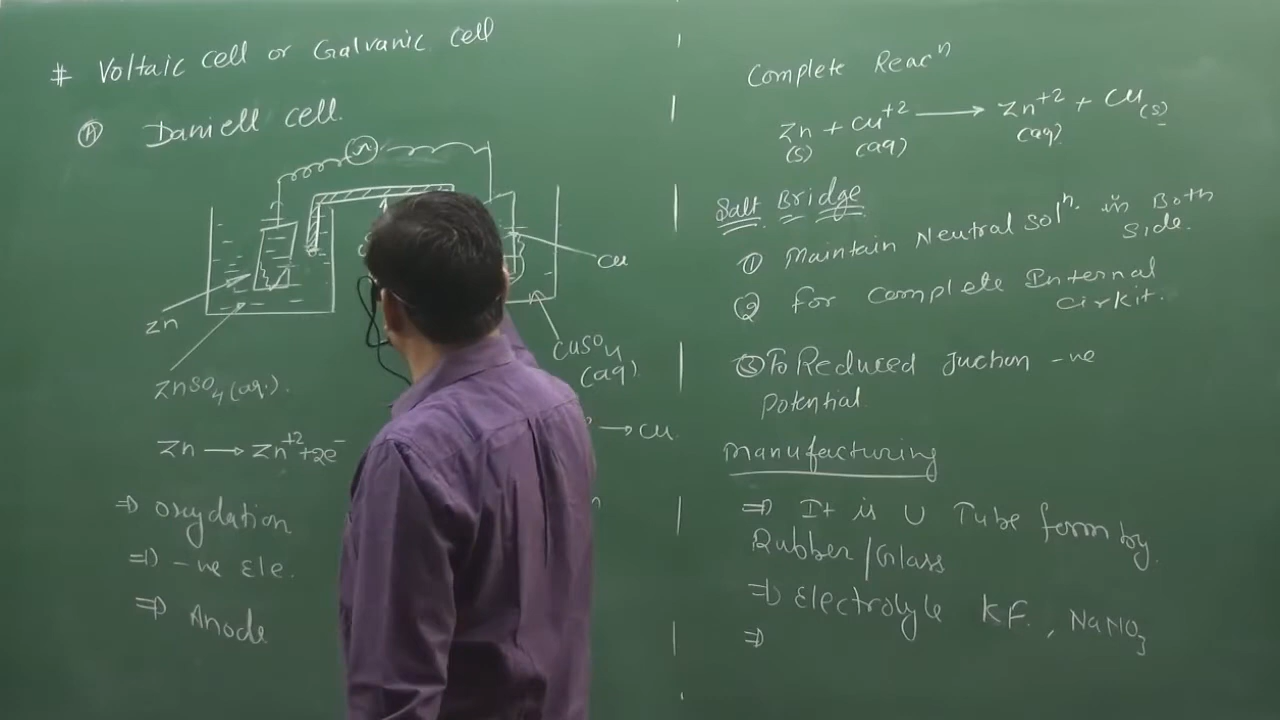 # Voltaic cell or Galvanic cell
Ⓐ Daniell cell.
Cu
Zn
CuSO4
(aq)
ZnSO4(aq.).
Zn → Zn+2 + 2e-
→ Cu.
⇒ Oxydation
⇒ -ve Ele.
⇒ Anode
Complete Reacn
Zn + Cu+2 → Zn+2 + Cu(s)
(s) (aq) (aq)
Salt Bridge
① Maintain Neutral soln. in Both
side.
② For complete Internal
cirkit.
③ To Reduced Juction -ve
Potential
Manufacturing
⇒ It is U Tube form by
Rubber/Glass
⇒ Electrolyle KF., NaNO3
⇒